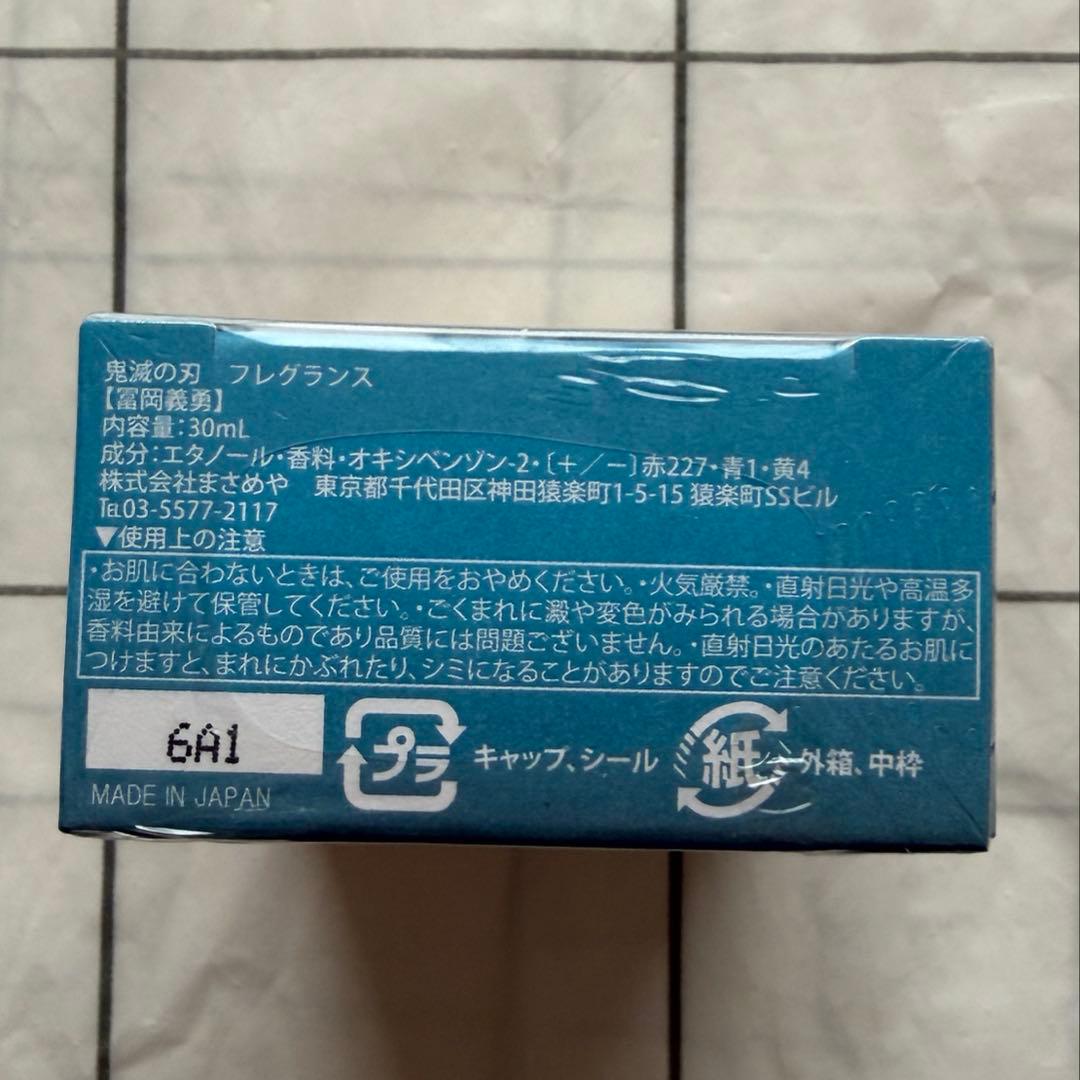 鬼滅の刃　フレグランス
【冨岡義勇】
内容量：30mL
成分：エタノール・香料・オキシベンゾン-2・〔＋／－〕赤227・青1・黄4
株式会社まさめや　東京都千代田区神田猿楽町1-5-15 猿楽町SSビル
℡03-5577-2117
▼使用上の注意
・お肌に合わないときは、ご使用をおやめください。・火気厳禁。・直射日光や高温多
湿を避けて保管してください。・ごくまれに澱や変色がみられる場合がありますが、
香料由来によるものであり品質には問題ございません。・直射日光のあたるお肌に
つけますと、まれにかぶれたり、シミになることがありますのでご注意ください。
6A1
プラ キャップ、シール
紙 外箱、中枠
MADE IN JAPAN